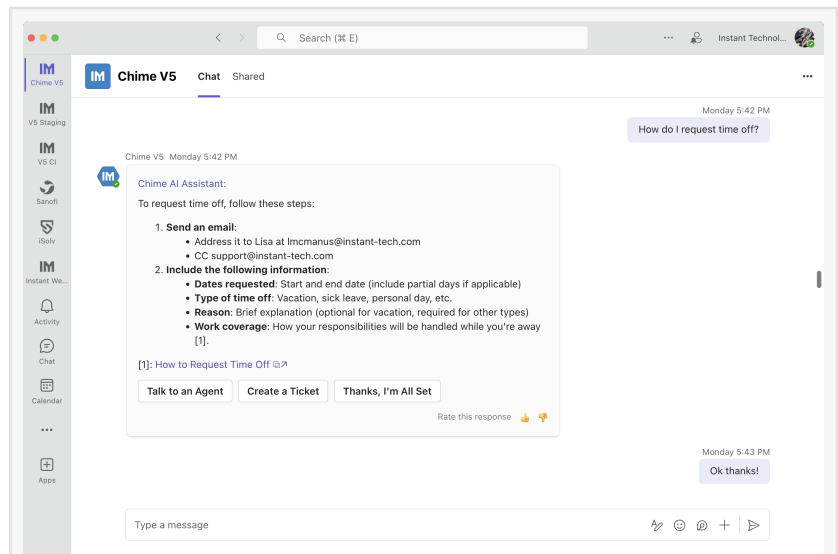 Search (⌘ E)
Instant Technol...
IM
Chime V5
IM
V5 Staging
IM
V5 CI
Sanofi
iSolv
IM
Instant We...
Activity
Chat
Calendar
Apps
IM
Chime V5
Chat
Shared
Monday 5:42 PM
How do I request time off?
Chime V5 Monday 5:42 PM
IM
Chime AI Assistant:
To request time off, follow these steps:
1. Send an email:
• Address it to Lisa at lmcmanus@instant-tech.com
• CC support@instant-tech.com
2. Include the following information:
• Dates requested: Start and end date (include partial days if applicable)
• Type of time off: Vacation, sick leave, personal day, etc.
• Reason: Brief explanation (optional for vacation, required for other types)
• Work coverage: How your responsibilities will be handled while you're away
[1].
[1]: How to Request Time Off
Talk to an Agent
Create a Ticket
Thanks, I'm All Set
Rate this response
Monday 5:43 PM
Ok thanks!
Type a message